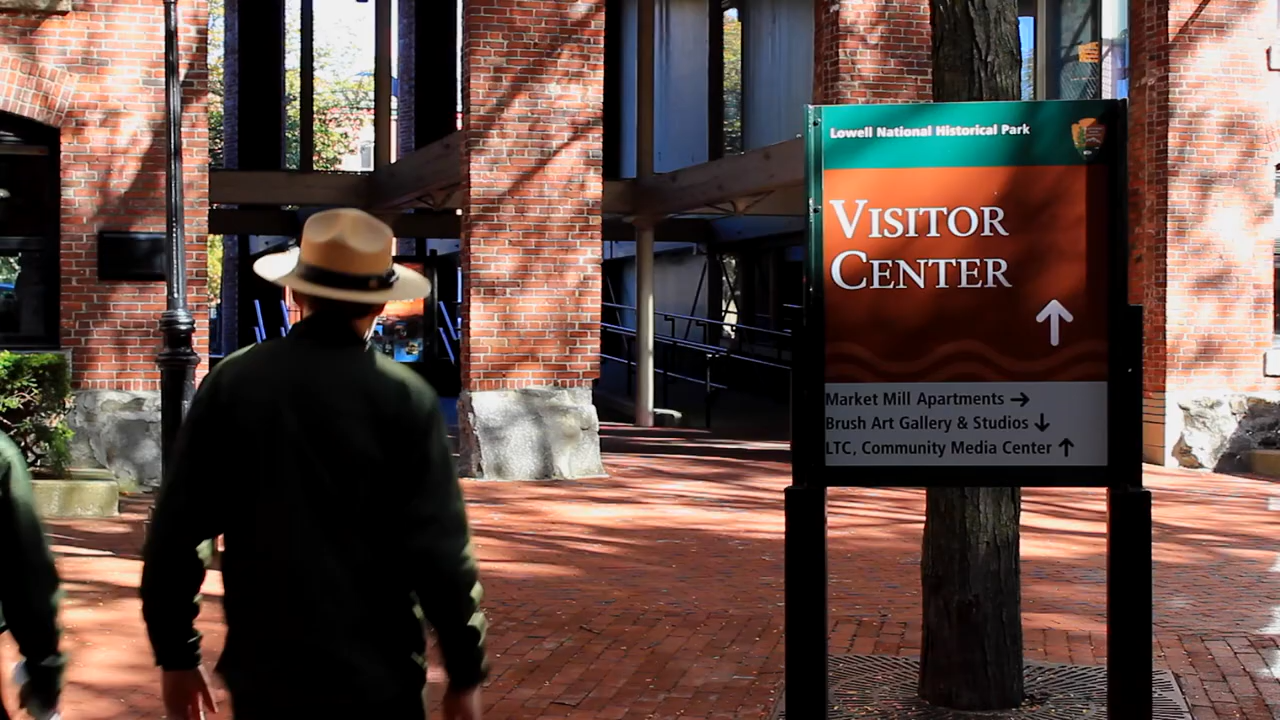 Lowell National Historical Park
VISITOR
CENTER
↑
Market Mill Apartments →
Brush Art Gallery & Studios ↓
LTC, Community Media Center ↑